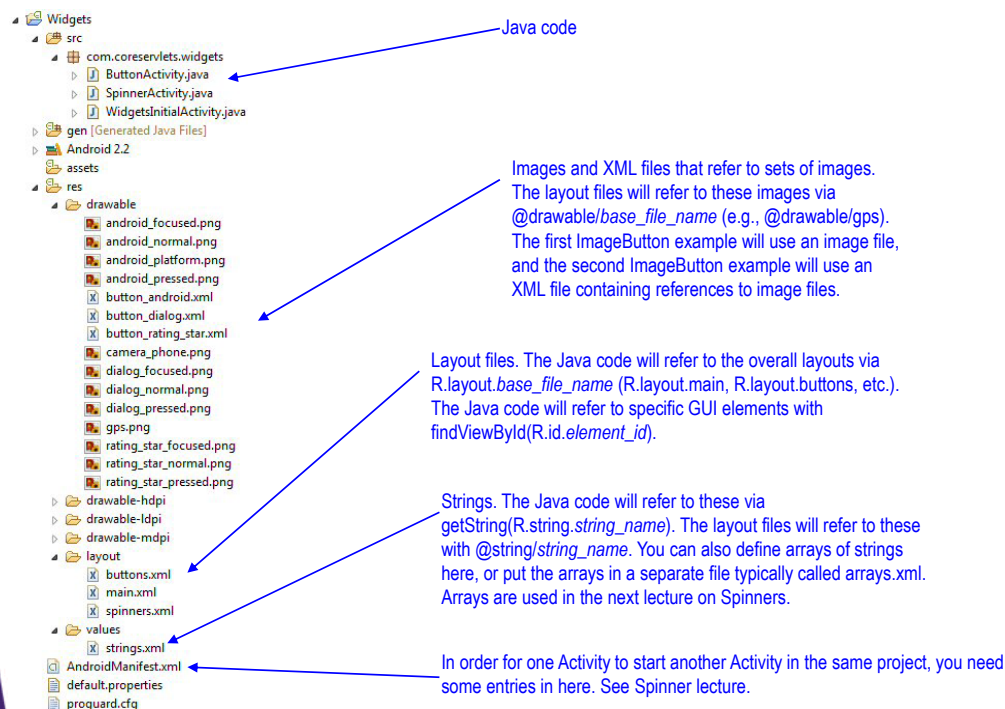 Widgets
src
com.coreservlets.widgets
ButtonActivity.java
SpinnerActivity.java
WidgetsInitialActivity.java
gen [Generated Java Files]
Android 2.2
assets
res
drawable
android_focused.png
android_normal.png
android_platform.png
android_pressed.png
button_android.xml
button_dialog.xml
button_rating_star.xml
camera_phone.png
dialog_focused.png
dialog_normal.png
dialog_pressed.png
gps.png
rating_star_focused.png
rating_star_normal.png
rating_star_pressed.png
drawable-hdpi
drawable-ldpi
drawable-mdpi
layout
buttons.xml
main.xml
spinners.xml
values
strings.xml
AndroidManifest.xml
default.properties
proguard.cfg
Java code
Images and XML files that refer to sets of images.
The layout files will refer to these images via
@drawable/base_file_name (e.g., @drawable/gps).
The first ImageButton example will use an image file,
and the second ImageButton example will use an
XML file containing references to image files.
Layout files. The Java code will refer to the overall layouts via
R.layout.base_file_name (R.layout.main, R.layout.buttons, etc.).
The Java code will refer to specific GUI elements with
findViewById(R.id.element_id).
Strings. The Java code will refer to these via
getString(R.string.string_name). The layout files will refer to these
with @string/string_name. You can also define arrays of strings
here, or put the arrays in a separate file typically called arrays.xml.
Arrays are used in the next lecture on Spinners.
In order for one Activity to start another Activity in the same project, you need
some entries in here. See Spinner lecture.